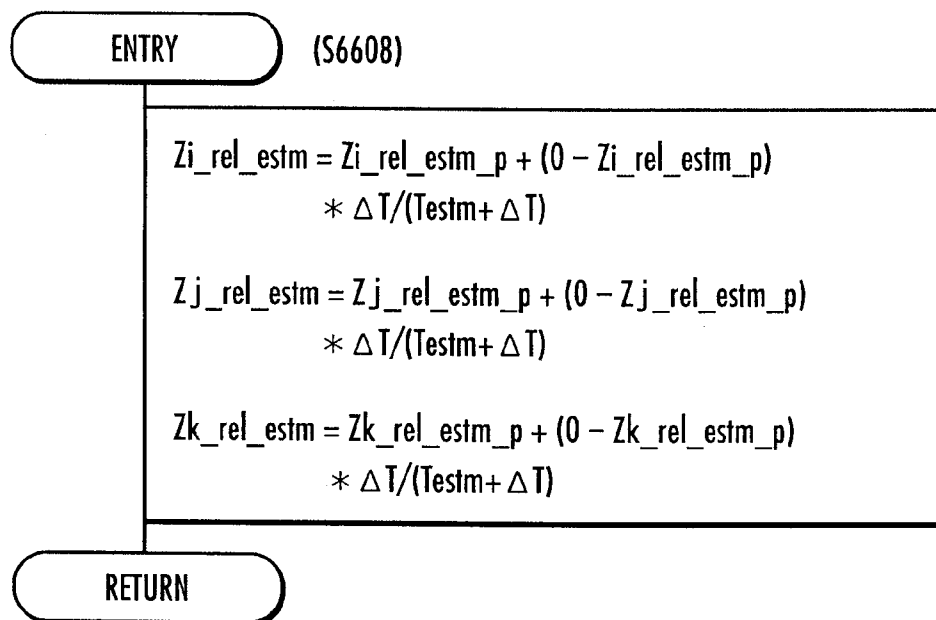 ENTRY (S6608)
Zi_rel_estm = Zi_rel_estm_p + (0 – Zi_rel_estm_p)
* ΔT/(Testm+ ΔT)
Zj_rel_estm = Zj_rel_estm_p + (0 – Zj_rel_estm_p)
* ΔT/(Testm+ ΔT)
Zk_rel_estm = Zk_rel_estm_p + (0 – Zk_rel_estm_p)
* ΔT/(Testm+ ΔT)
RETURN